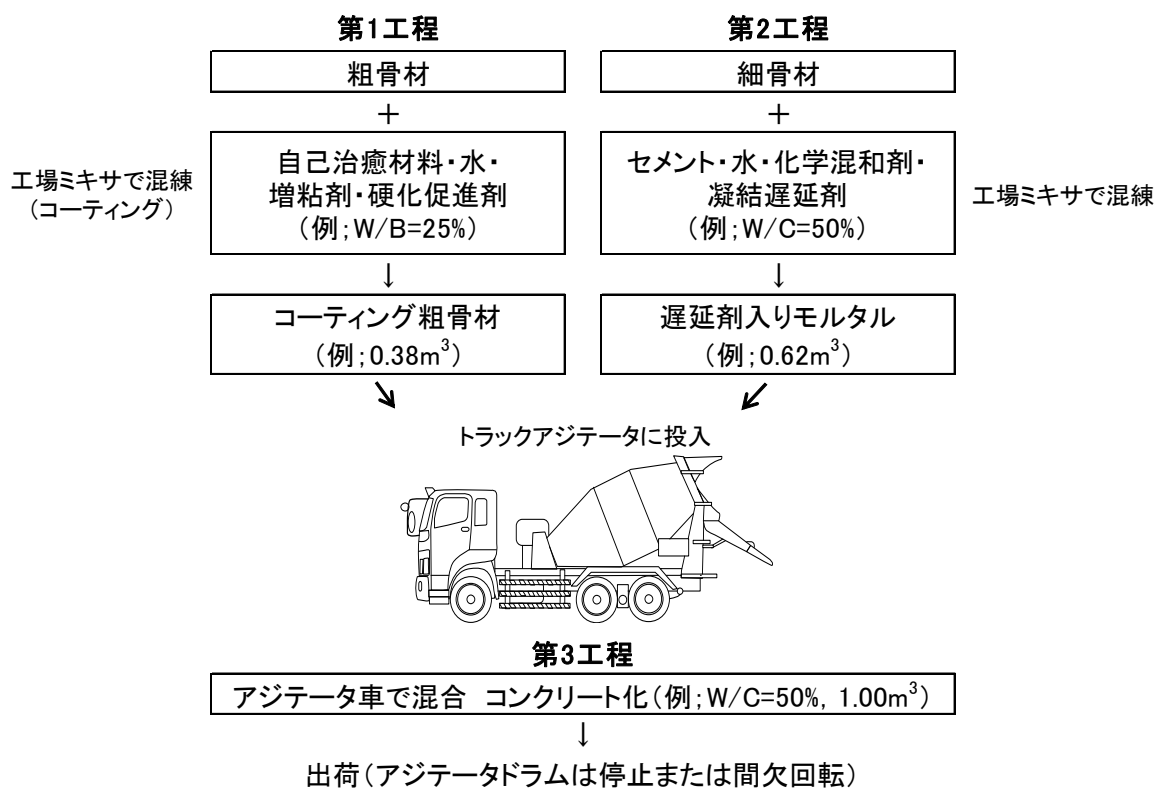 第1工程
粗骨材
＋
工場ミキサで混練
（コーティング）
自己治癒材料・水・
増粘剤・硬化促進剤
（例；W/B=25%）
↓
コーティング粗骨材
（例；0.38m³）
第2工程
細骨材
＋
セメント・水・化学混和剤・
凝結遅延剤
（例；W/C=50%）
工場ミキサで混練
↓
遅延剤入りモルタル
（例；0.62m³）
トラックアジテータに投入
第3工程
アジテータ車で混合　コンクリート化（例；W/C=50%，1.00m³）
↓
出荷（アジテータドラムは停止または間欠回転）